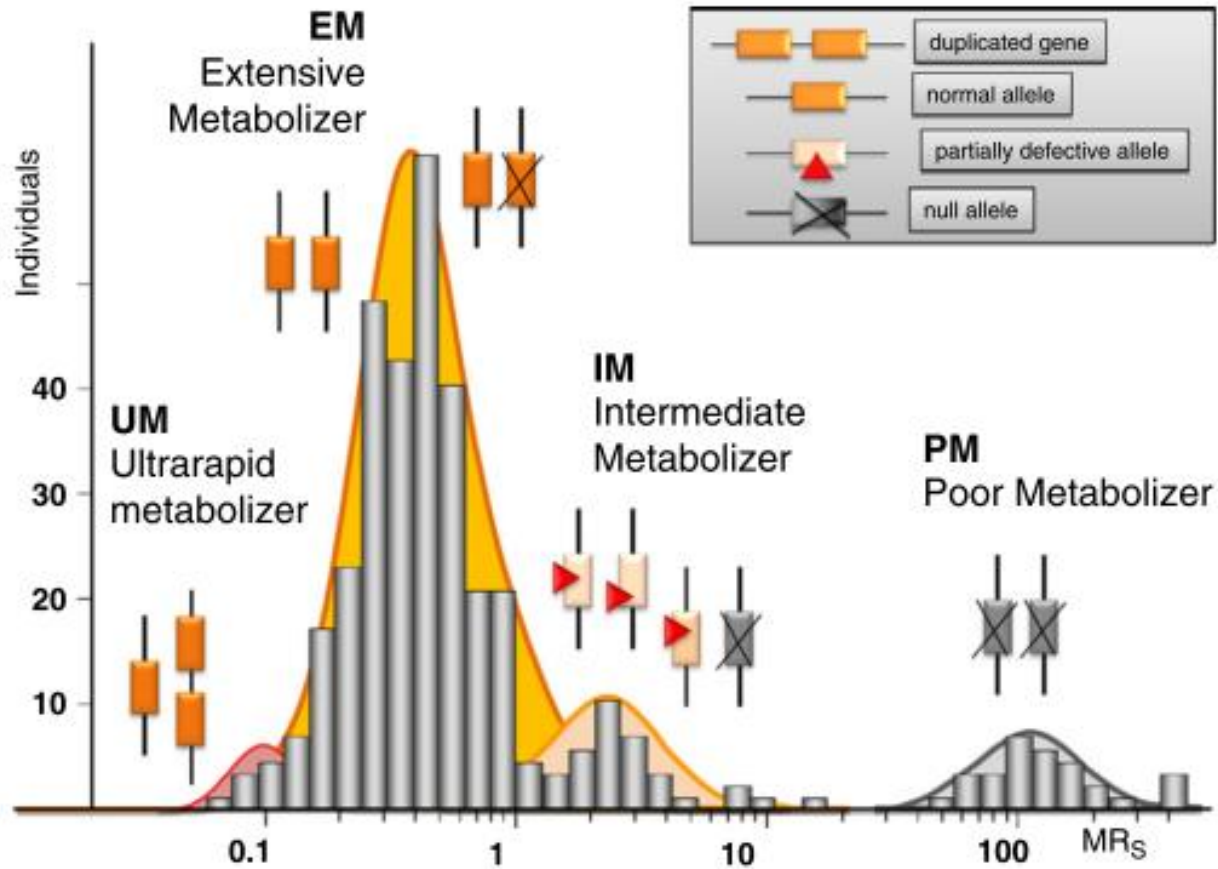 EM
Extensive
Metabolizer
duplicated gene
normal allele
partially defective allele
null allele
Individuals
40
30
20
10
UM
Ultrarapid
metabolizer
IM
Intermediate
Metabolizer
PM
Poor Metabolizer
0.1
1
10
100
MRS